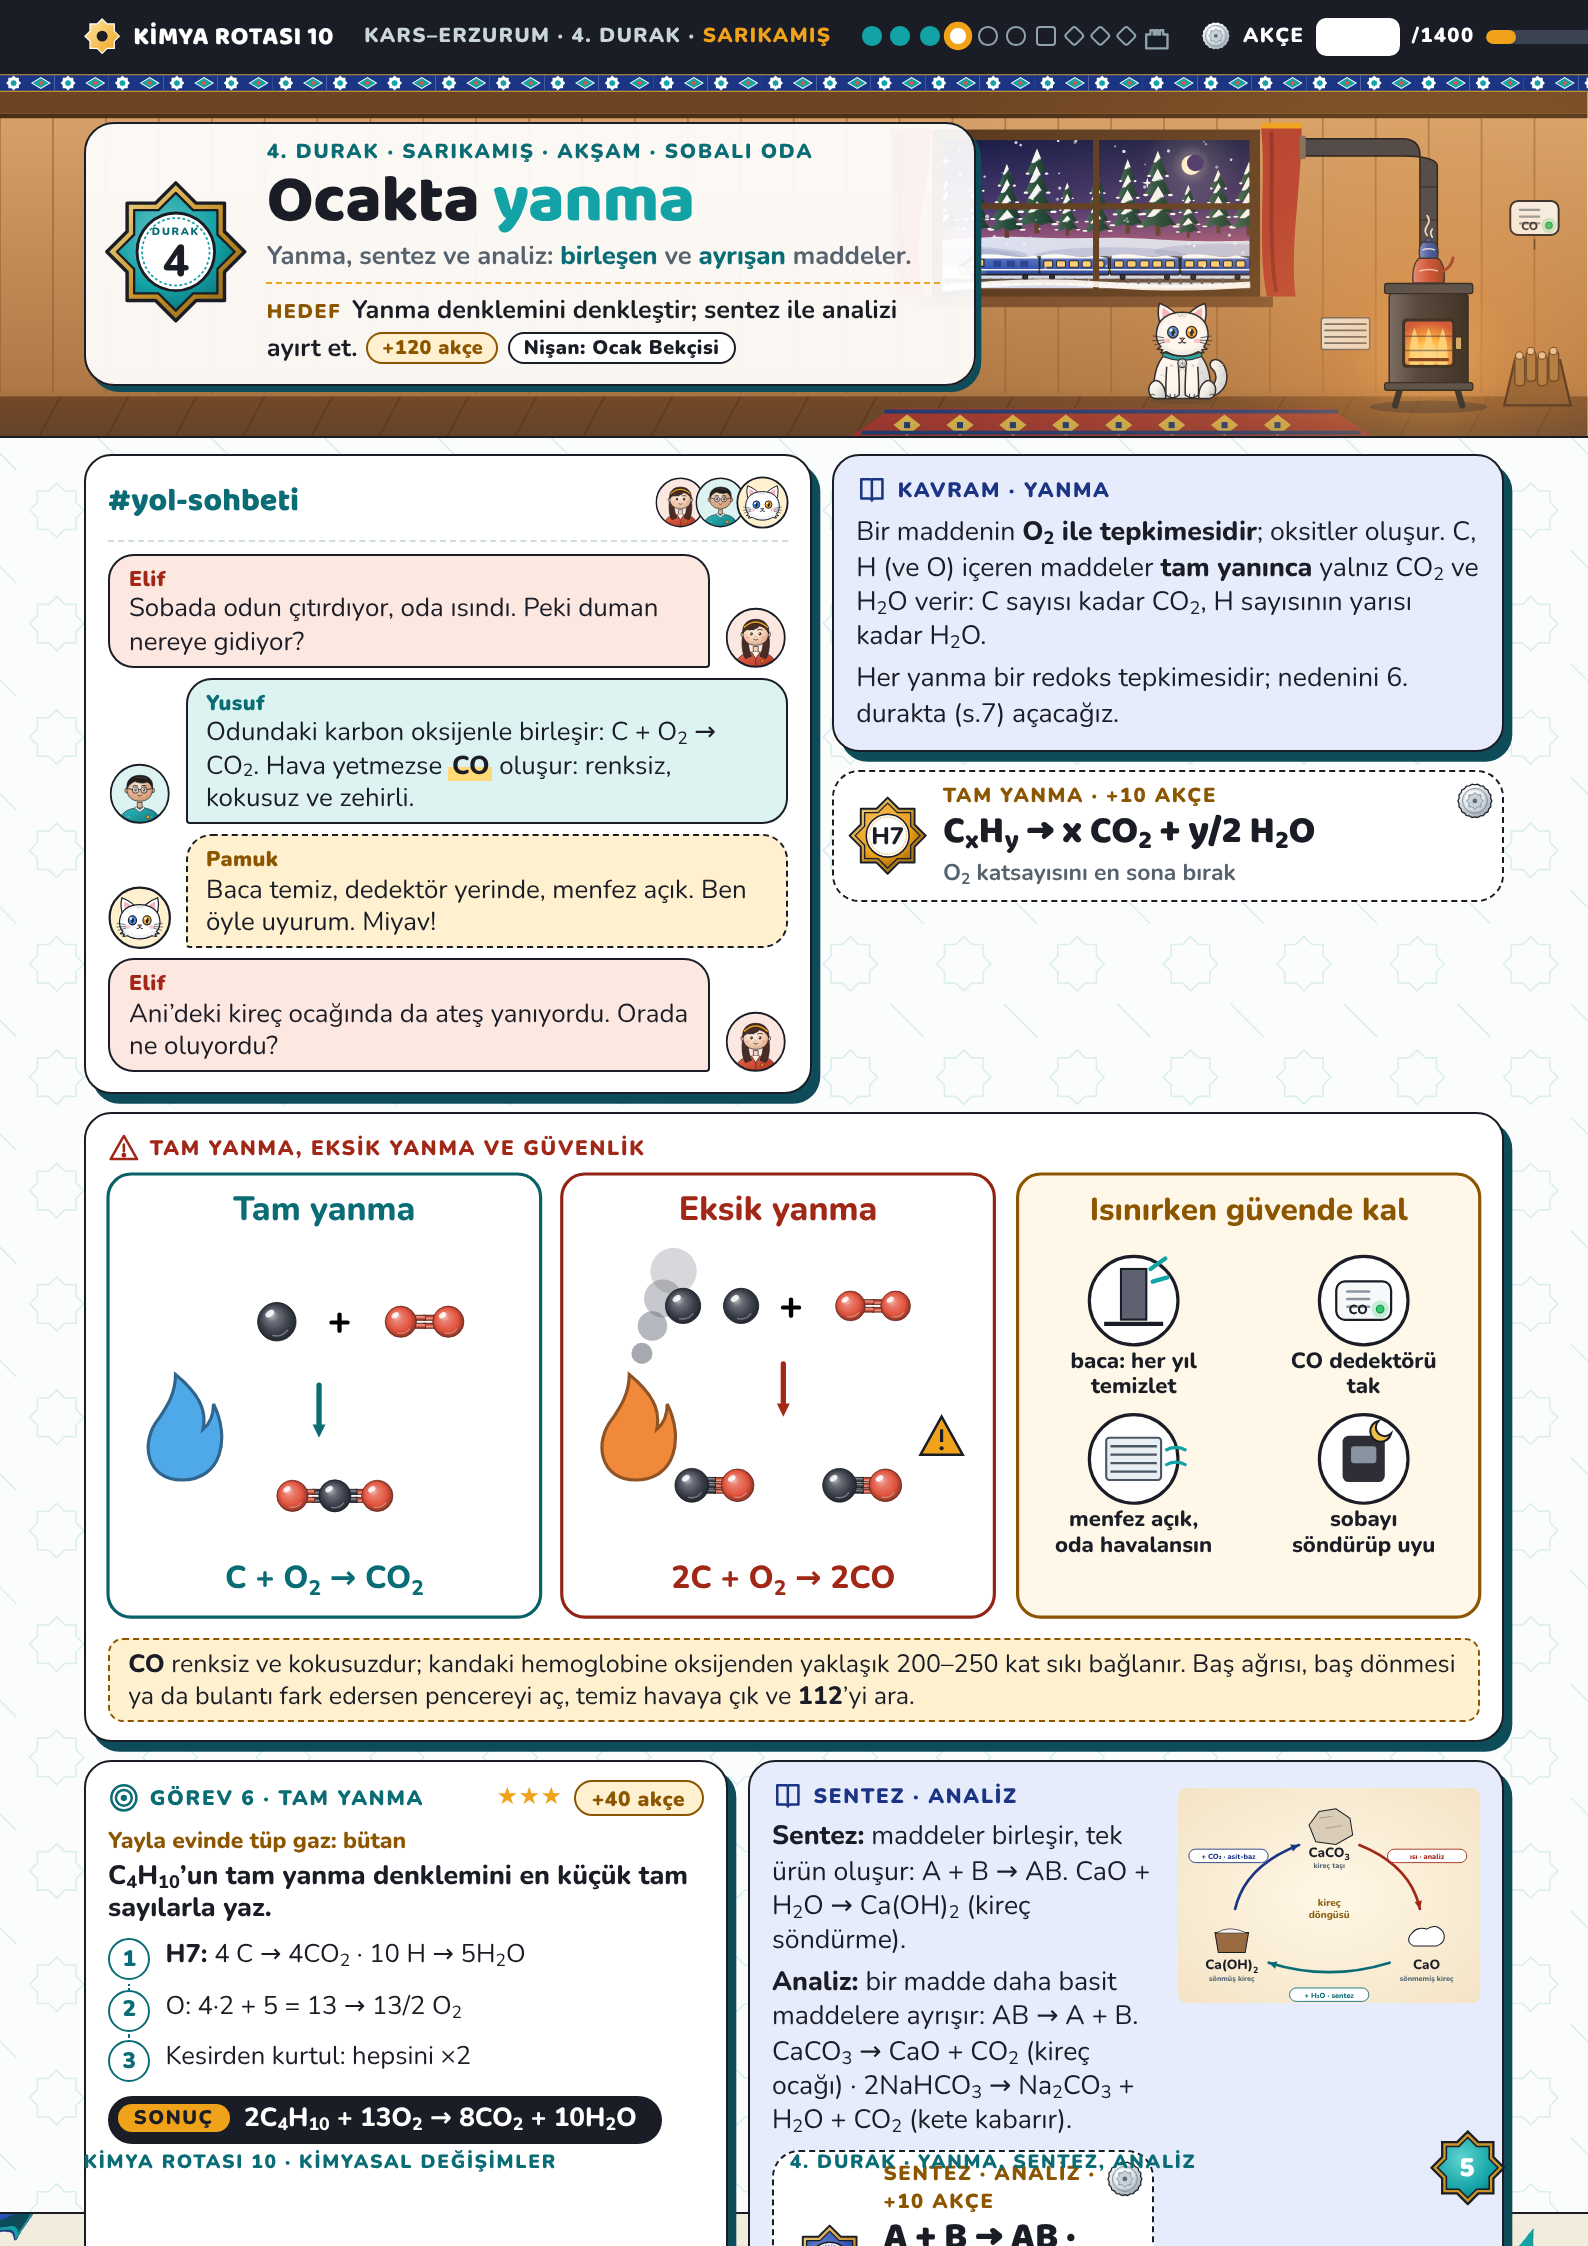 KİMYA ROTASI 10 KARS–ERZURUM · 4. DURAK · SARIKAMIŞ AKÇE /1400
4. DURAK · SARIKAMIŞ · AKŞAM · SOBALI ODA
DURAK
4
Ocakta yanma
Yanma, sentez ve analiz: birleşen ve ayrışan maddeler.
HEDEF Yanma denklemini denkleştir; sentez ile analizi
ayırt et. +120 akçe Nişan: Ocak Bekçisi
CO
#yol-sohbeti
Elif
Sobada odun çıtırdıyor, oda ısındı. Peki duman
nereye gidiyor?
Yusuf
Odundaki karbon oksijenle birleşir: C + O₂ →
CO₂. Hava yetmezse CO oluşur: renksiz,
kokusuz ve zehirli.
Pamuk
Baca temiz, dedektör yerinde, menfez açık. Ben
öyle uyurum. Miyav!
Elif
Ani’deki kireç ocağında da ateş yanıyordu. Orada
ne oluyordu?
KAVRAM · YANMA
Bir maddenin O₂ ile tepkimesidir; oksitler oluşur. C,
H (ve O) içeren maddeler tam yanınca yalnız CO₂ ve
H₂O verir: C sayısı kadar CO₂, H sayısının yarısı
kadar H₂O.
Her yanma bir redoks tepkimesidir; nedenini 6.
durakta (s.7) açacağız.
H7
TAM YANMA · +10 AKÇE
CₓHᵧ → x CO₂ + y/2 H₂O
O₂ katsayısını en sona bırak
TAM YANMA, EKSİK YANMA VE GÜVENLİK
Tam yanma
+
C + O₂ → CO₂
Eksik yanma
+
!
2C + O₂ → 2CO
Isınırken güvende kal
CO
baca: her yıl
temizlet
CO dedektörü
tak
menfez açık,
oda havalansın
sobayı
söndürüp uyu
CO renksiz ve kokusuzdur; kandaki hemoglobine oksijenden yaklaşık 200–250 kat sıkı bağlanır. Baş ağrısı, baş dönmesi
ya da bulantı fark edersen pencereyi aç, temiz havaya çık ve 112’yi ara.
GÖREV 6 · TAM YANMA ★★★ +40 akçe
Yayla evinde tüp gaz: bütan
C₄H₁₀’un tam yanma denklemini en küçük tam
sayılarla yaz.
1 H7: 4 C → 4CO₂ · 10 H → 5H₂O
2 O: 4·2 + 5 = 13 → 13/2 O₂
3 Kesirden kurtul: hepsini ×2
SONUÇ 2C₄H₁₀ + 13O₂ → 8CO₂ + 10H₂O
SENTEZ · ANALİZ
Sentez: maddeler birleşir, tek
ürün oluşur: A + B → AB. CaO +
H₂O → Ca(OH)₂ (kireç
söndürme).
Analiz: bir madde daha basit
maddelere ayrışır: AB → A + B.
CaCO₃ → CaO + CO₂ (kireç
ocağı) · 2NaHCO₃ → Na₂CO₃ +
H₂O + CO₂ (kete kabarır).
CaCO₃
kireç taşı
+ CO₂ · asit-baz
ısı · analiz
kireç
döngüsü
Ca(OH)₂
sönmüş kireç
CaO
sönmemiş kireç
+ H₂O · sentez
SENTEZ · ANALİZ ·
+10 AKÇE
A + B → AB ·
KİMYA ROTASI 10 · KİMYASAL DEĞİŞİMLER
4. DURAK · YANMA, SENTEZ, ANALİZ
5